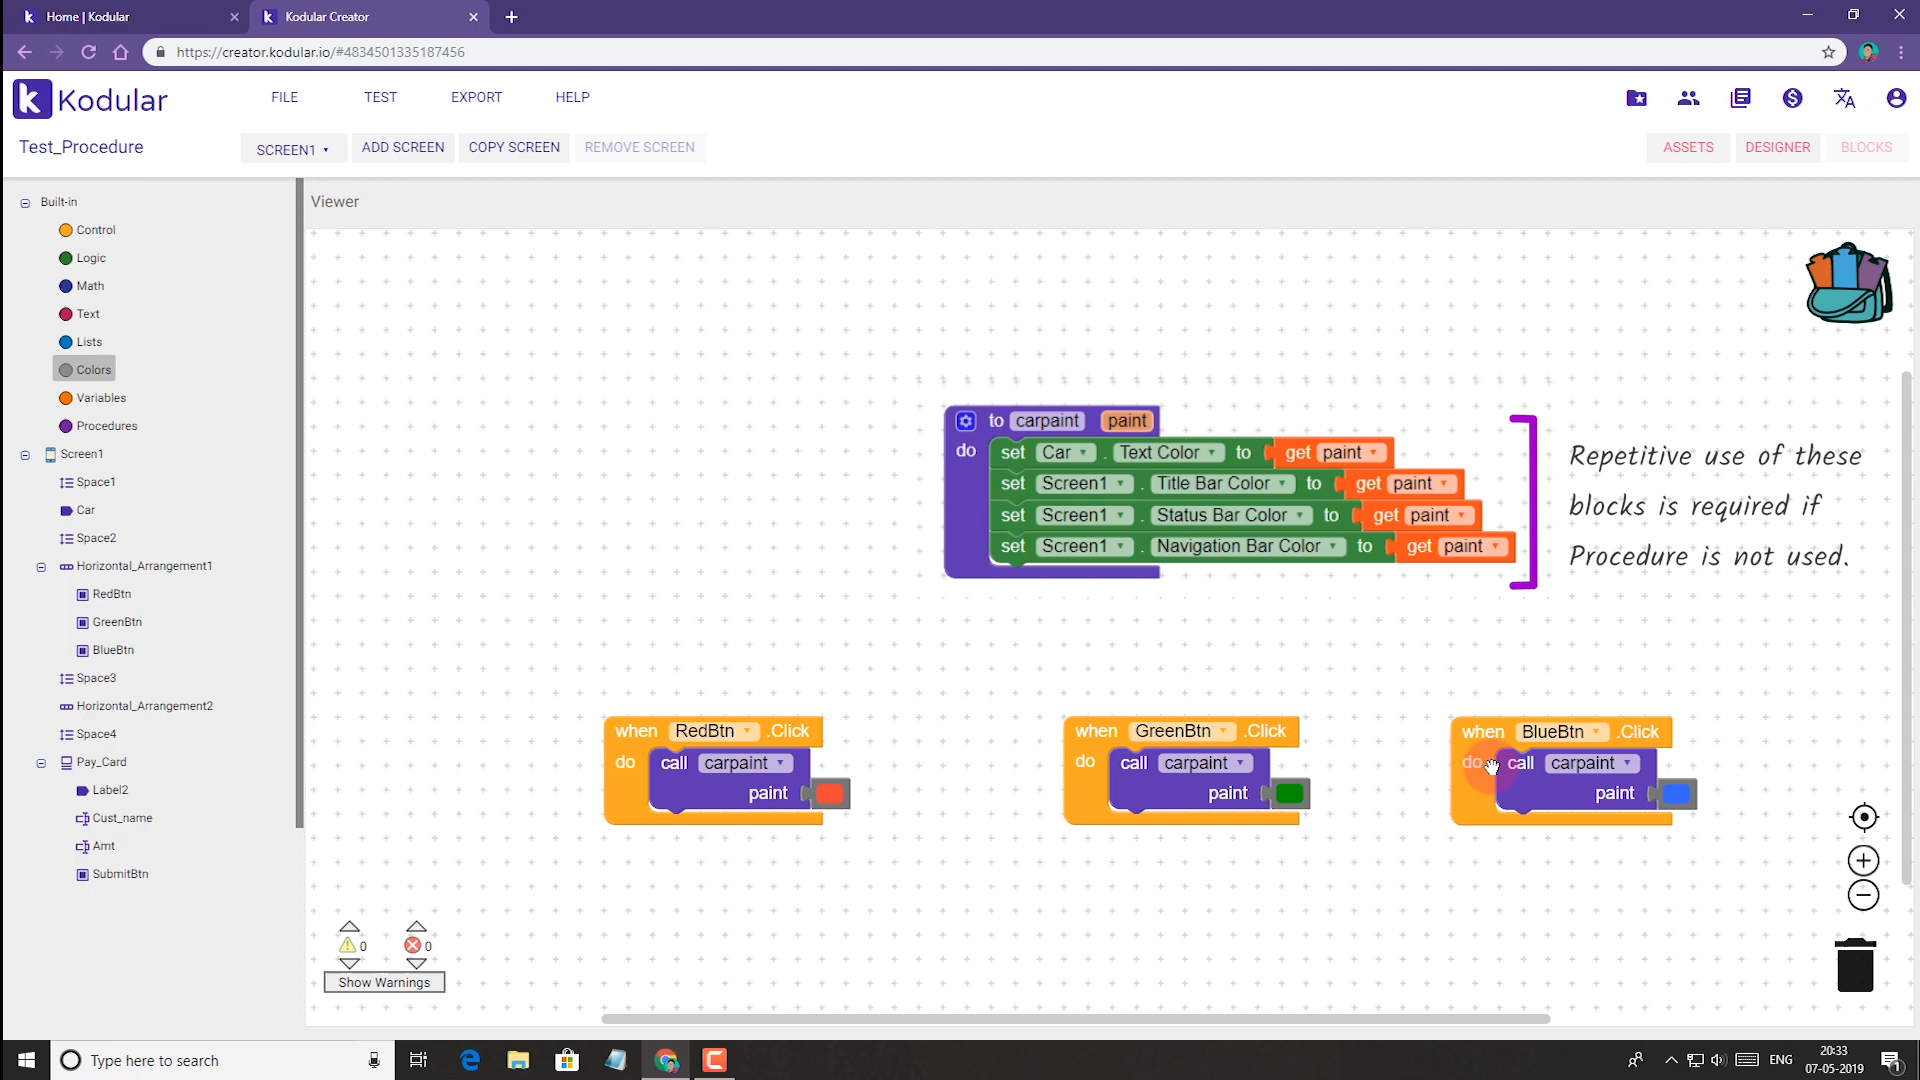 Home | Kodular
Kodular Creator
https://creator.kodular.io/#4834501335187456
Kodular
FILE
TEST
EXPORT
HELP
Test_Procedure
SCREEN1
ADD SCREEN
COPY SCREEN
REMOVE SCREEN
ASSETS
DESIGNER
BLOCKS
Built-in
Control
Logic
Math
Text
Lists
Colors
Variables
Procedures
Screen1
Space1
Car
Space2
Horizontal_Arrangement1
RedBtn
GreenBtn
BlueBtn
Space3
Horizontal_Arrangement2
Space4
Pay_Card
Label2
Cust_name
Amt
SubmitBtn
Viewer
to carpaint paint
do set Car . Text Color to get paint
set Screen1 . Title Bar Color to get paint
set Screen1 . Status Bar Color to get paint
set Screen1 . Navigation Bar Color to get paint
Repetitive use of these
blocks is required if
Procedure is not used.
when RedBtn .Click
do call carpaint
paint
when GreenBtn .Click
do call carpaint
paint
when BlueBtn .Click
do call carpaint
paint
0
0
Show Warnings
Type here to search
ENG
20:33
07-05-2019
1